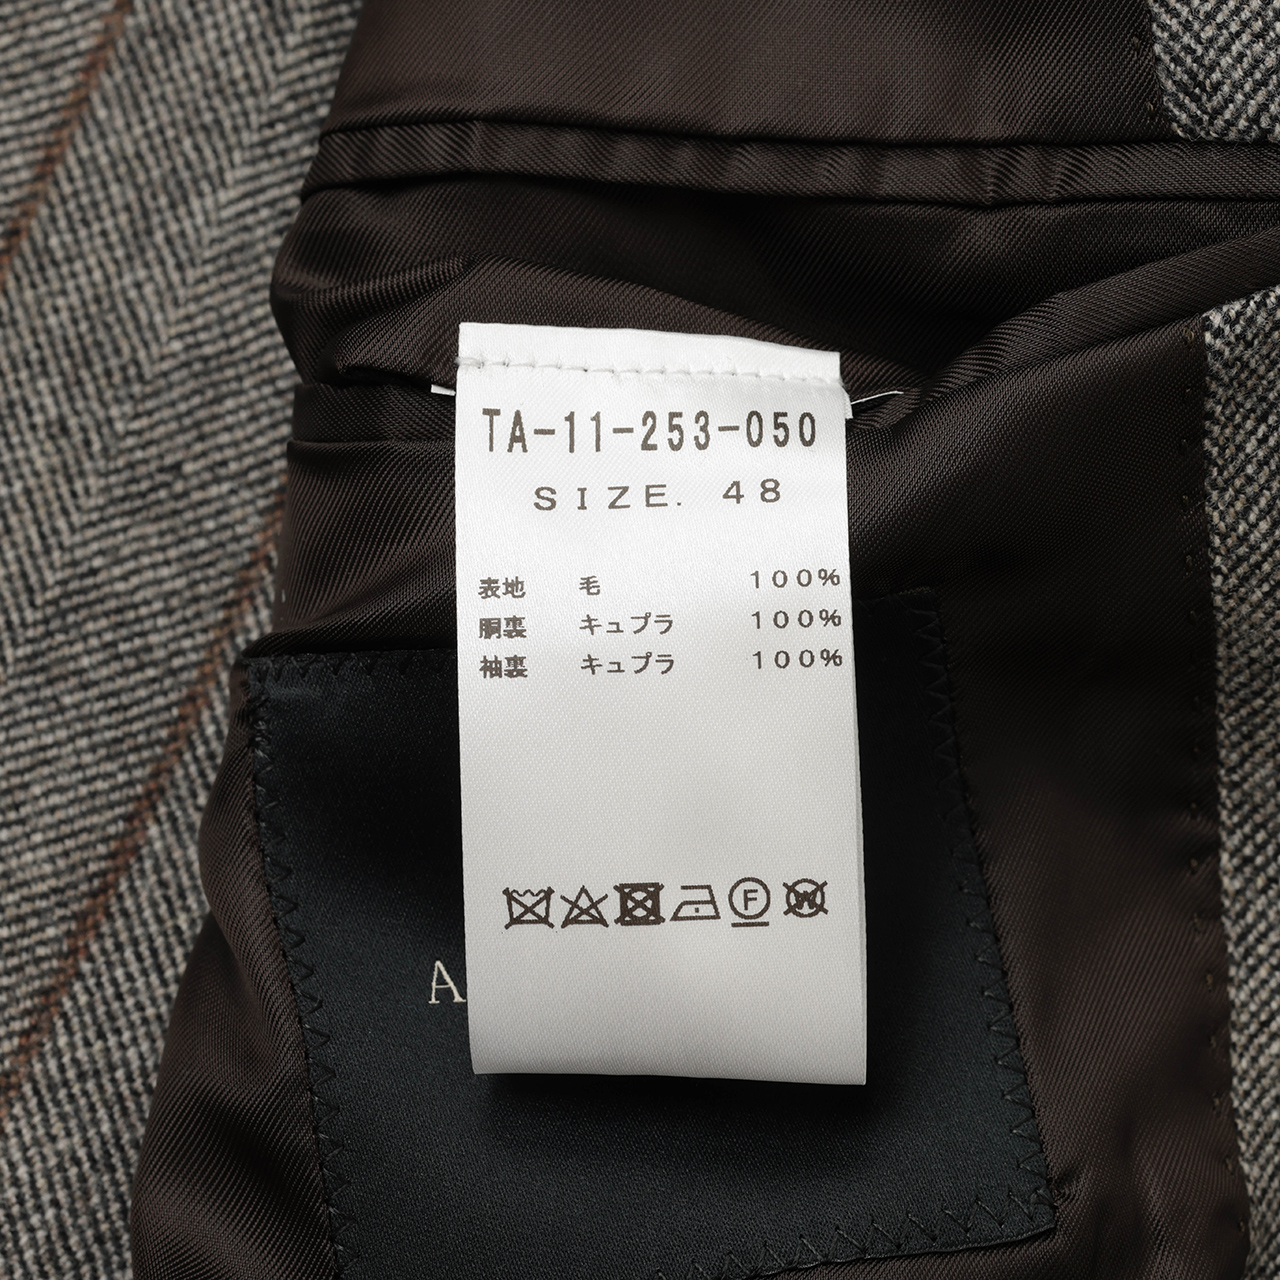 TA-11-253-050
SIZE. 48
表地 毛 100%
胴裏 キュプラ 100%
袖裏 キュプラ 100%
F W
A